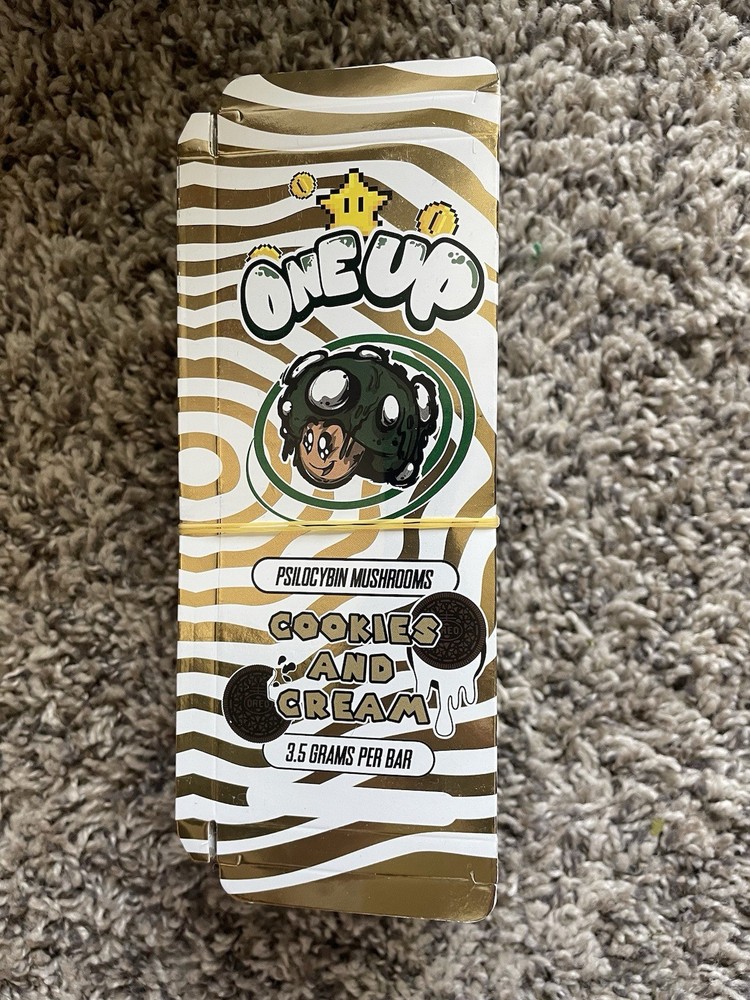 ONE UP
PSILOCYBIN MUSHROOMS
COOKIES
AND
CREAM
3.5 GRAMS PER BAR